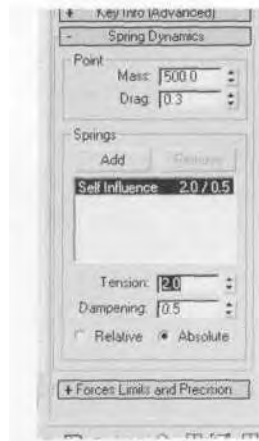 + Key Info (Advanced)
- Spring Dynamics
Point
Mass: 500.0
Drag: 0.3
Springs
Add Remove
Self Influence 2.0 / 0.5
Tension: 2.0
Dampening: 0.5
Relative Absolute
+ Forces Limits and Precision